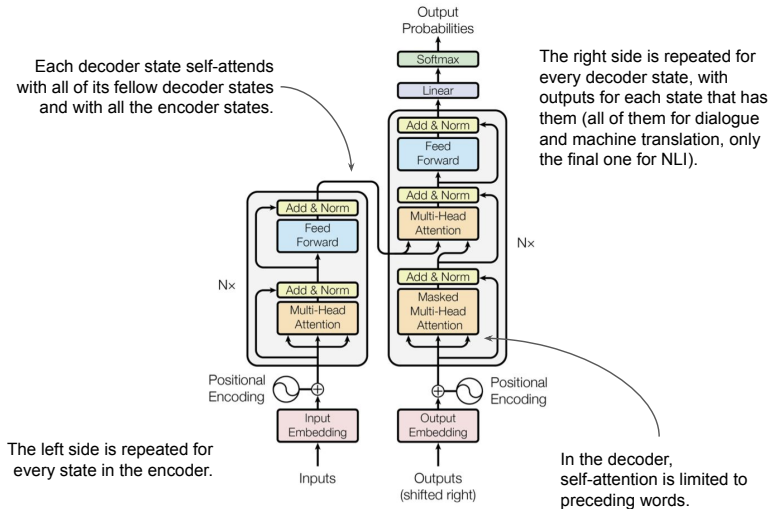 Output
Probabilities
Softmax
Linear
Each decoder state self-attends
with all of its fellow decoder states
and with all the encoder states.
The right side is repeated for
every decoder state, with
outputs for each state that has
them (all of them for dialogue
and machine translation, only
the final one for NLI).
Add & Norm
Feed
Forward
Add & Norm
Multi-Head
Attention
Add & Norm
Masked
Multi-Head
Attention
N×
Add & Norm
Feed
Forward
Add & Norm
Multi-Head
Attention
N×
Positional
Encoding
Positional
Encoding
Input
Embedding
Output
Embedding
Inputs
Outputs
(shifted right)
The left side is repeated for
every state in the encoder.
In the decoder,
self-attention is limited to
preceding words.